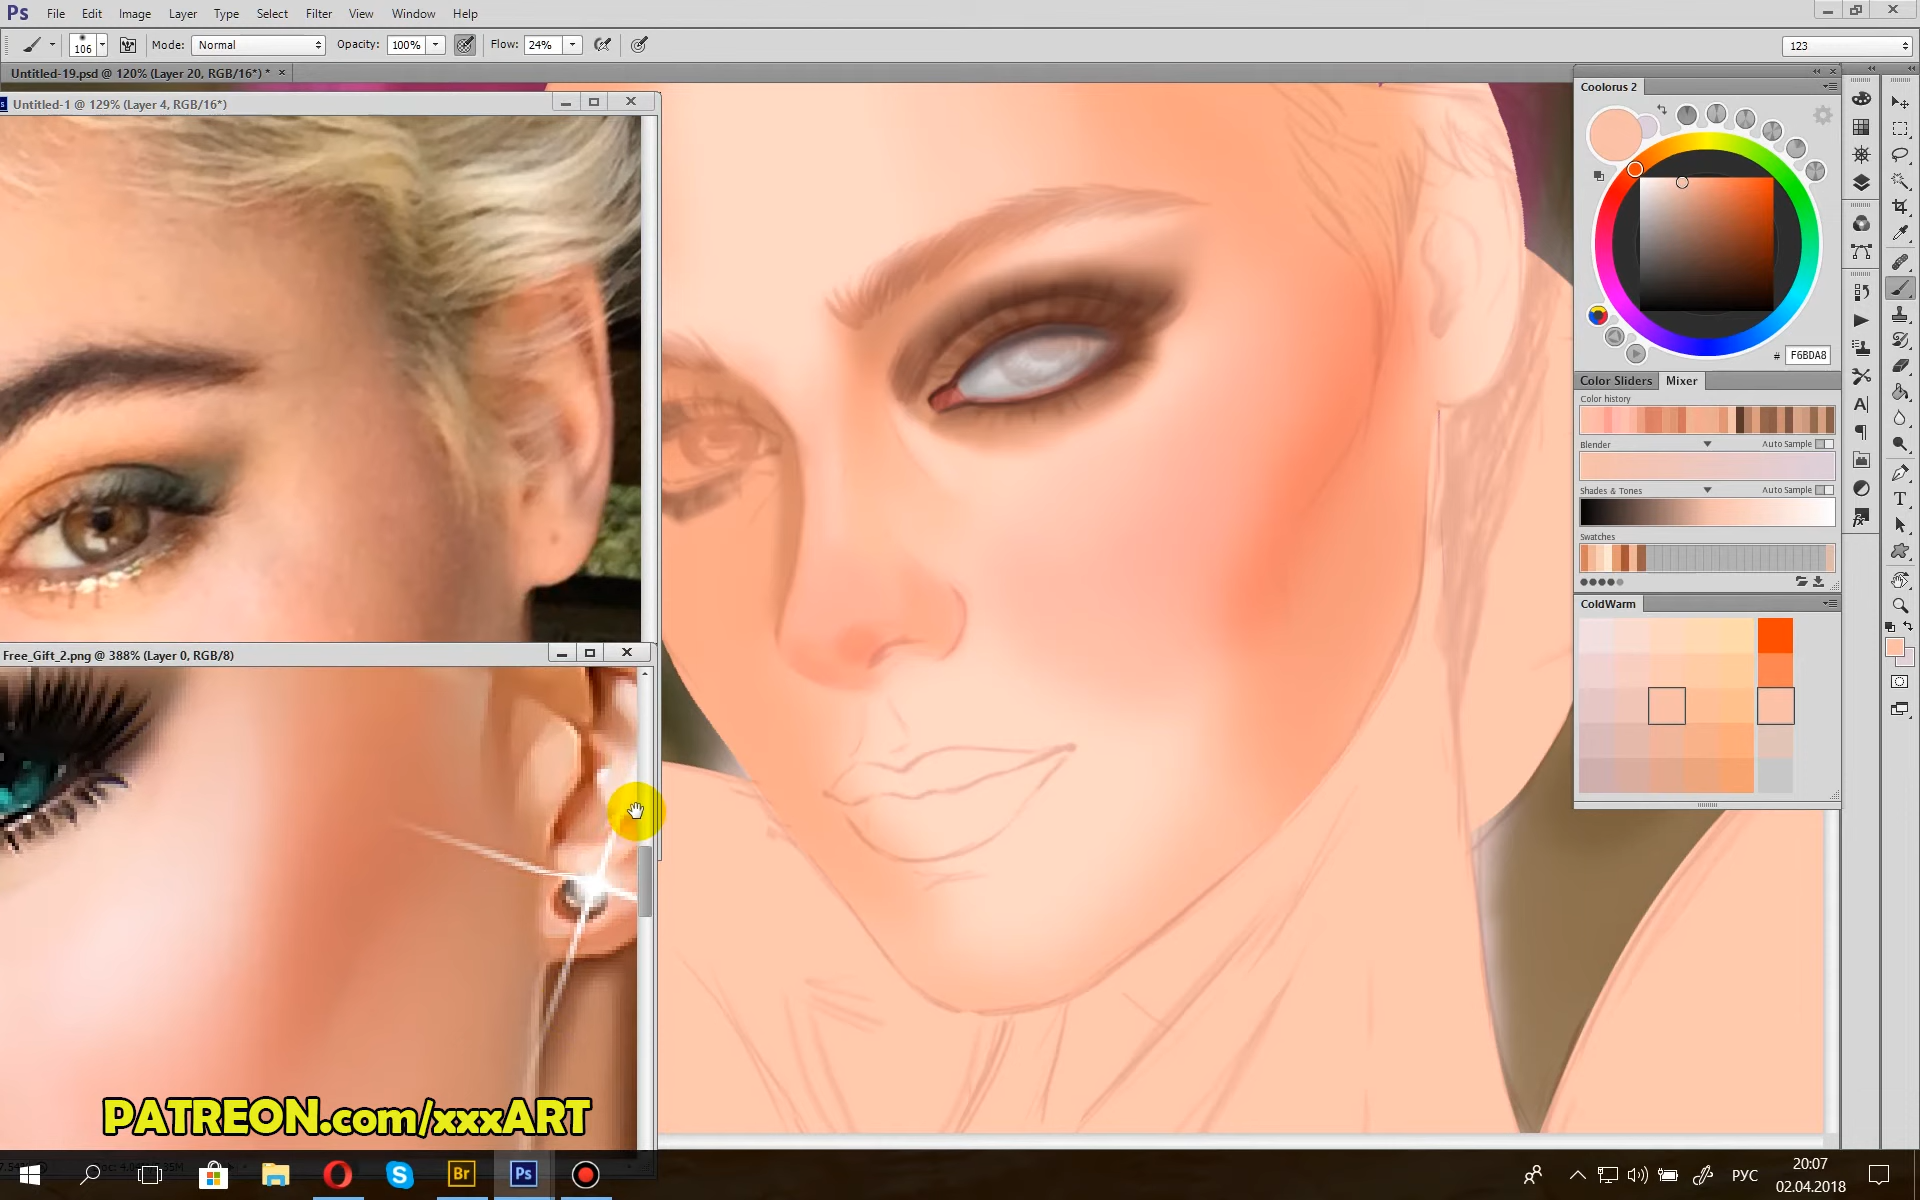 Ps File Edit Image Layer Type Select Filter View Window Help
106 Mode: Normal Opacity: 100% Flow: 24% 123
Untitled-19.psd @ 120% (Layer 20, RGB/16*) * ×
Untitled-1 @ 129% (Layer 4, RGB/16*)
Free_Gift_2.png @ 388% (Layer 0, RGB/8)
PATREON.com/xxxART
Coolorus 2
# F6BDA8
Color Sliders Mixer
Color history
Blender Auto Sample
Shades & Tones Auto Sample
Swatches
ColdWarm
Br Ps РУС
20:07
02.04.2018